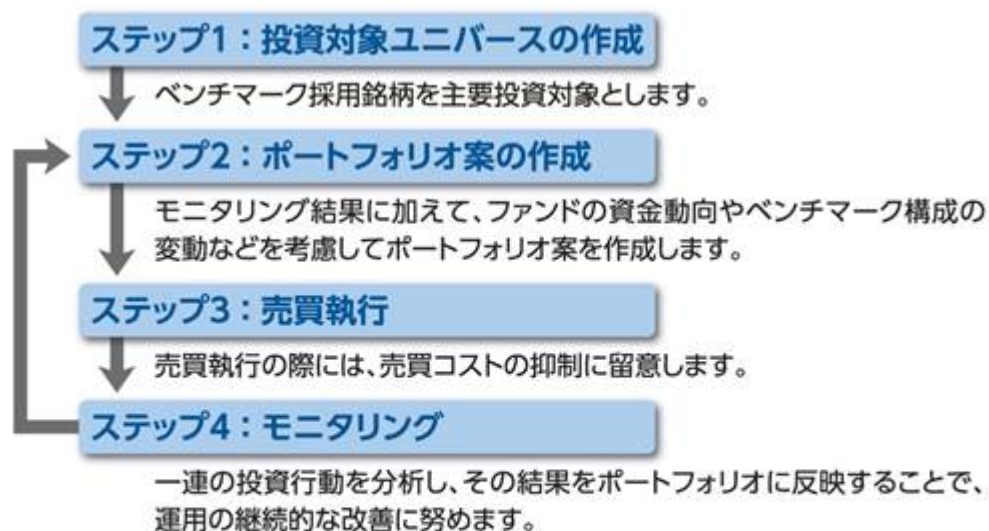 ステップ1：投資対象ユニバースの作成
ベンチマーク採用銘柄を主要投資対象とします。
ステップ2：ポートフォリオ案の作成
モニタリング結果に加えて、ファンドの資金動向やベンチマーク構成の
変動などを考慮してポートフォリオ案を作成します。
ステップ3：売買執行
売買執行の際には、売買コストの抑制に留意します。
ステップ4：モニタリング
一連の投資行動を分析し、その結果をポートフォリオに反映することで、
運用の継続的な改善に努めます。